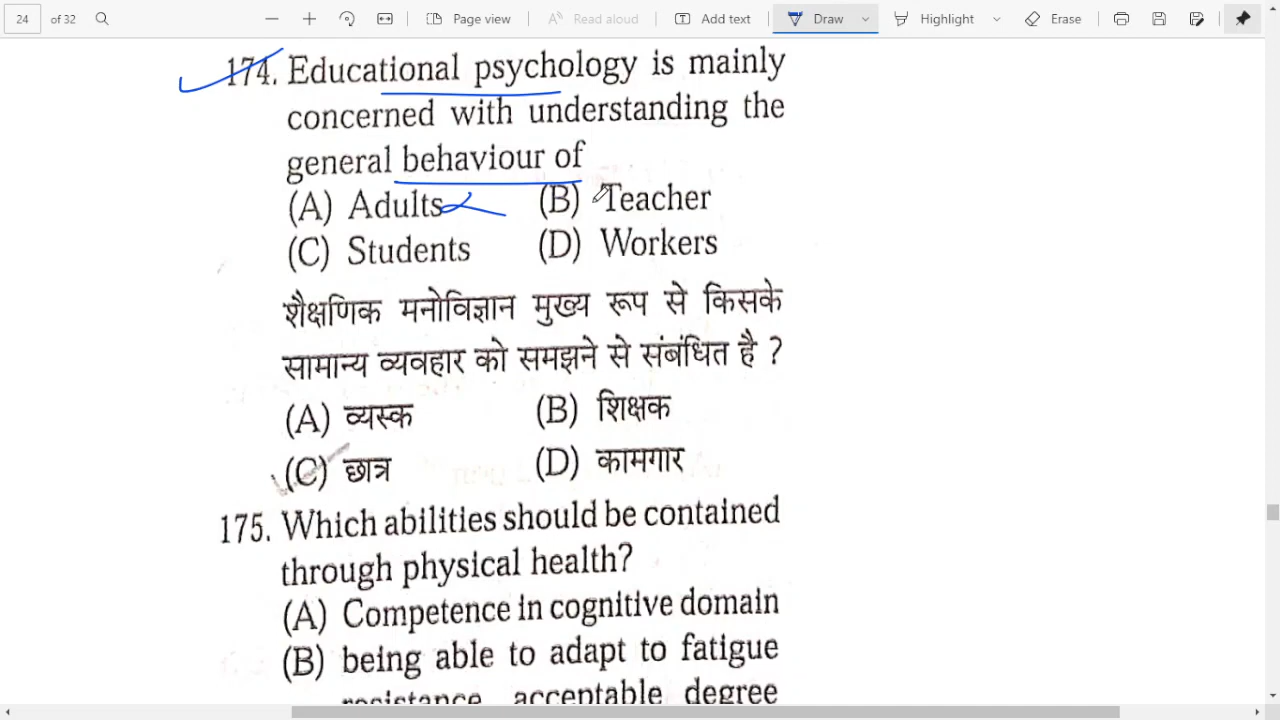 24 of 32 Page view Read aloud Add text Draw Highlight Erase
174. Educational psychology is mainly
concerned with understanding the
general behaviour of
(A) Adults (B) Teacher
(C) Students (D) Workers
शैक्षणिक मनोविज्ञान मुख्य रूप से किसके
सामान्य व्यवहार को समझने से संबंधित है ?
(A) व्यस्क (B) शिक्षक
(C) छात्र (D) कामगार
175. Which abilities should be contained
through physical health?
(A) Competence in cognitive domain
(B) being able to adapt to fatigue
resistance, acceptable degree